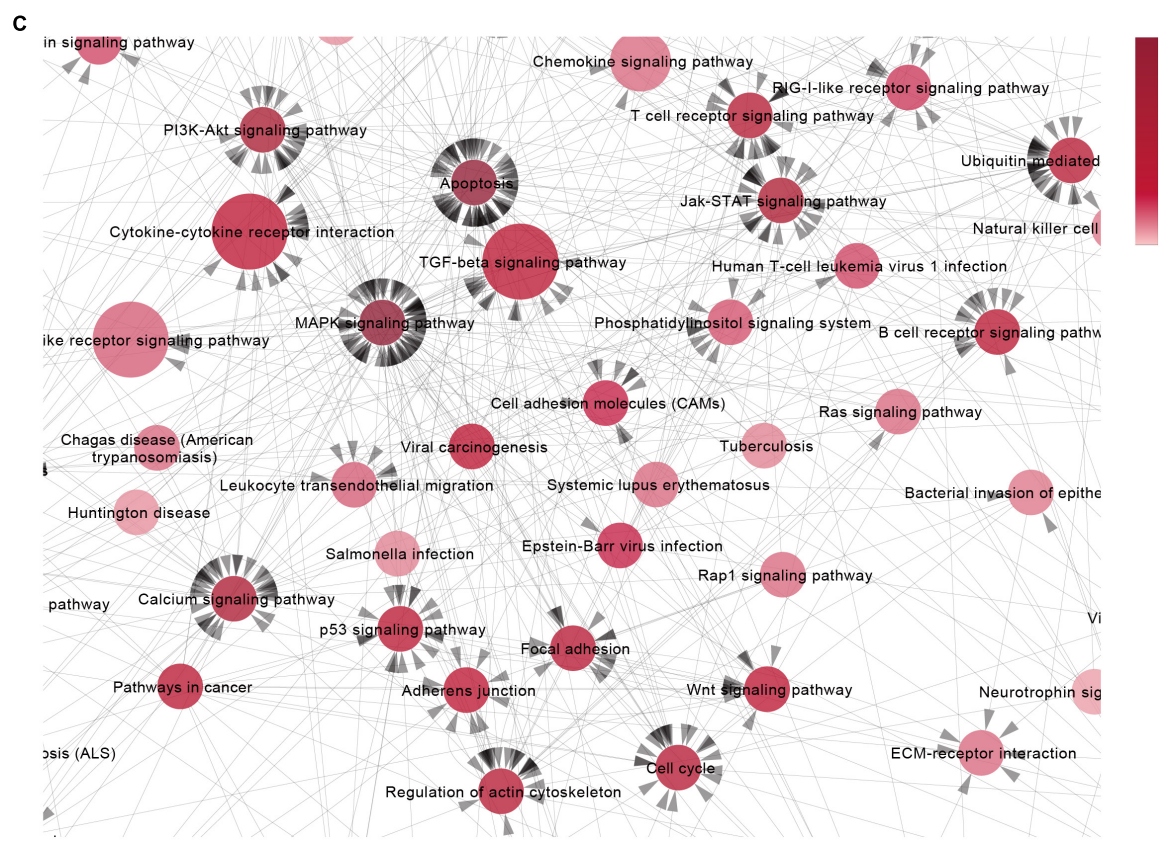 C
in signaling pathway
Chemokine signaling pathway
RIG-I-like receptor signaling pathway
T cell receptor signaling pathway
PI3K-Akt signaling pathway
Ubiquitin mediated
Apoptosis
Jak-STAT signaling pathway
Natural killer cell
Cytokine-cytokine receptor interaction
TGF-beta signaling pathway
Human T-cell leukemia virus 1 infection
MAPK signaling pathway
Phosphatidylinositol signaling system
B cell receptor signaling pathw
ike receptor signaling pathway
Cell adhesion molecules (CAMs)
Ras signaling pathway
Chagas disease (American
trypanosomiasis)
Viral carcinogenesis
Tuberculosis
Leukocyte transendothelial migration
Systemic lupus erythematosus
Bacterial invasion of epithe
Huntington disease
Salmonella infection
Epstein-Barr virus infection
Rap1 signaling pathway
pathway
Calcium signaling pathway
Vi
p53 signaling pathway
Focal adhesion
Pathways in cancer
Adherens junction
Wnt signaling pathway
Neurotrophin sig
osis (ALS)
Cell cycle
ECM-receptor interaction
Regulation of actin cytoskeleton